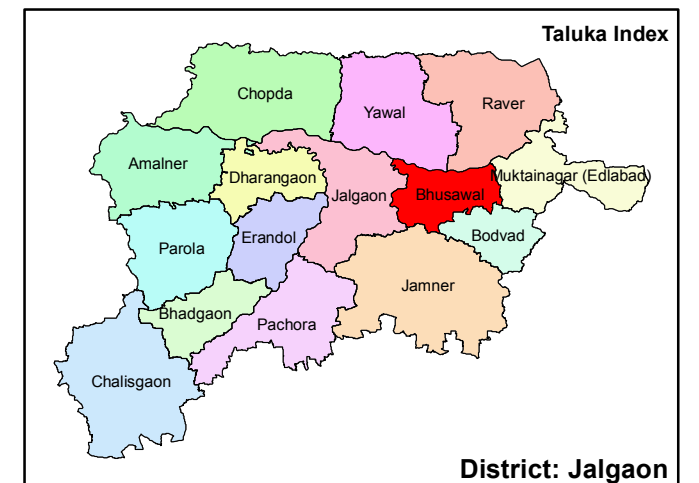 Taluka Index
Chopda
Yawal
Raver
Amalner
Dharangaon
Jalgaon
Bhusawal
Muktainagar (Edlabad)
Parola
Erandol
Bodvad
Jamner
Bhadgaon
Pachora
Chalisgaon
District: Jalgaon